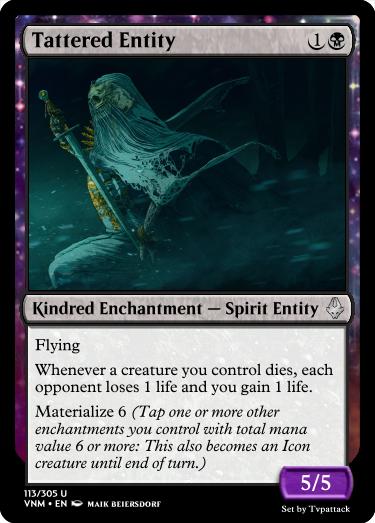 Tattered Entity 1
Kindred Enchantment — Spirit Entity
Flying
Whenever a creature you control dies, each
opponent loses 1 life and you gain 1 life.
Materialize 6 (Tap one or more other
enchantments you control with total mana
value 6 or more: This also becomes an Icon
creature until end of turn.)
5/5
113/305 U
VNM • EN MAIK BEIERSDORF
Set by Tvpattack